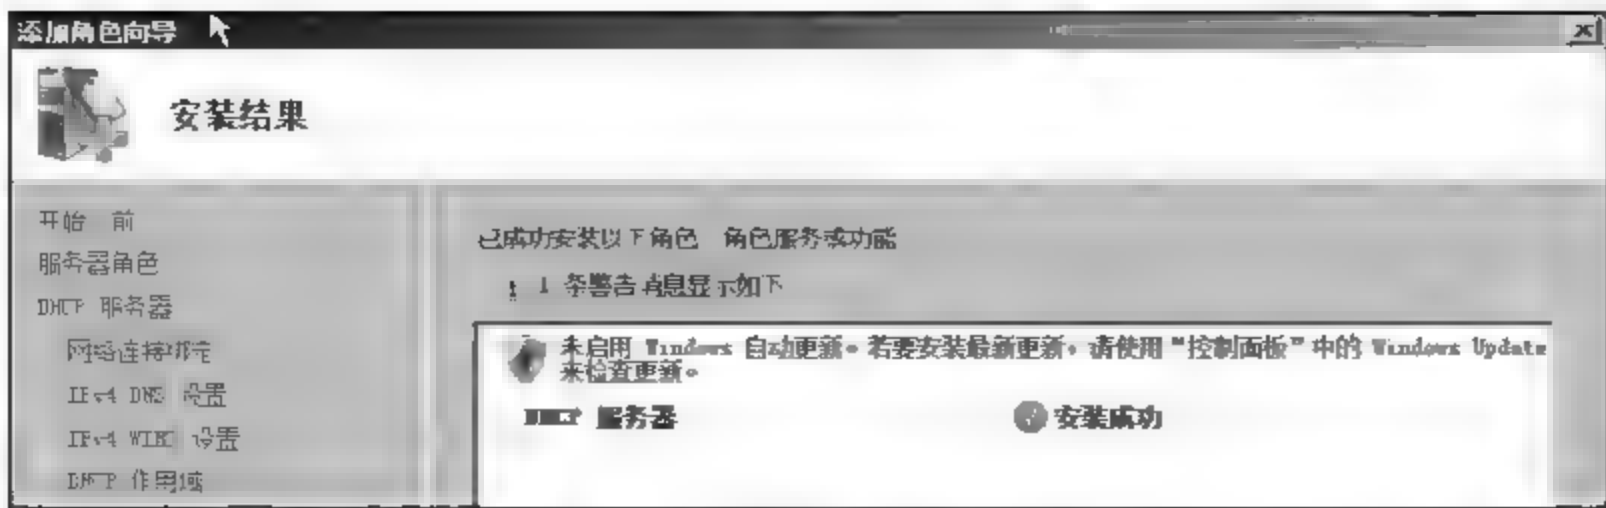 添加角色向导
安装结果
开始 前
服务器角色
DHCP 服务器
网络连接绑定
IPv4 DNS 设置
IPv4 WINS 设置
DHCP 作用域
已成功安装以下角色 角色服务或功能
1 条警告消息显示如下
未启用 Windows 自动更新。若要安装最新更新，请使用“控制面板”中的 Windows Update
来检查更新。
DHCP 服务器
安装成功